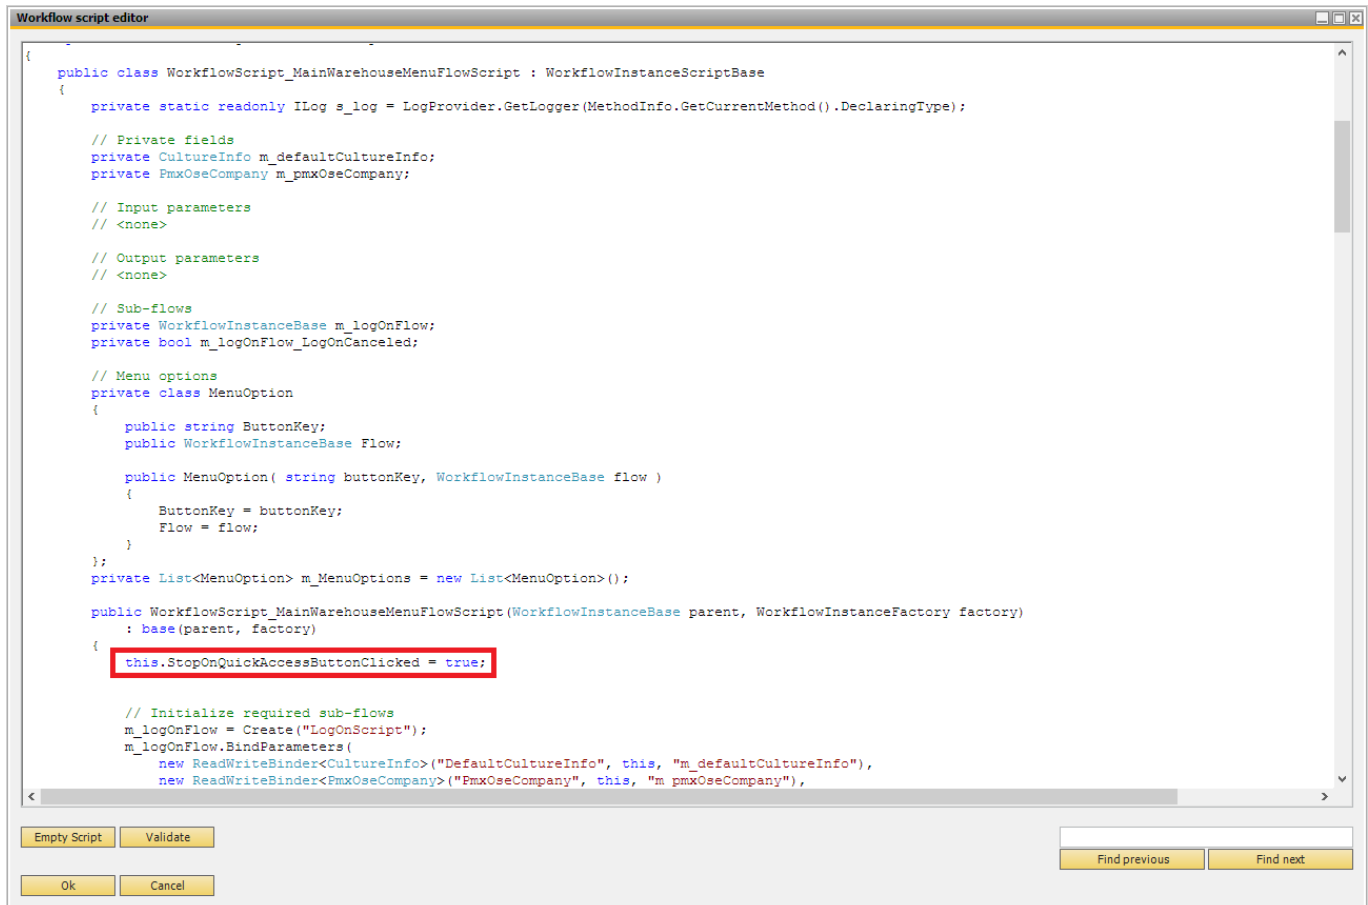 Workflow script editor
{
public class WorkflowScript_MainWarehouseMenuFlowScript : WorkflowInstanceScriptBase
{
private static readonly ILog s_log = LogProvider.GetLogger(MethodInfo.GetCurrentMethod().DeclaringType);
// Private fields
private CultureInfo m_defaultCultureInfo;
private PmxOseCompany m_pmxOseCompany;
// Input parameters
// <none>
// Output parameters
// <none>
// Sub-flows
private WorkflowInstanceBase m_logOnFlow;
private bool m_logOnFlow_LogOnCanceled;
// Menu options
private class MenuOption
{
public string ButtonKey;
public WorkflowInstanceBase Flow;
public MenuOption( string buttonKey, WorkflowInstanceBase flow )
{
ButtonKey = buttonKey;
Flow = flow;
}
};
private List<MenuOption> m_MenuOptions = new List<MenuOption>();
public WorkflowScript_MainWarehouseMenuFlowScript(WorkflowInstanceBase parent, WorkflowInstanceFactory factory)
: base(parent, factory)
{
this.StopOnQuickAccessButtonClicked = true;
// Initialize required sub-flows
m_logOnFlow = Create("LogOnScript");
m_logOnFlow.BindParameters(
new ReadWriteBinder<CultureInfo>("DefaultCultureInfo", this, "m_defaultCultureInfo"),
new ReadWriteBinder<PmxOseCompany>("PmxOseCompany", this, "m_pmxOseCompany"),
Empty Script
Validate
Find previous
Find next
Ok
Cancel